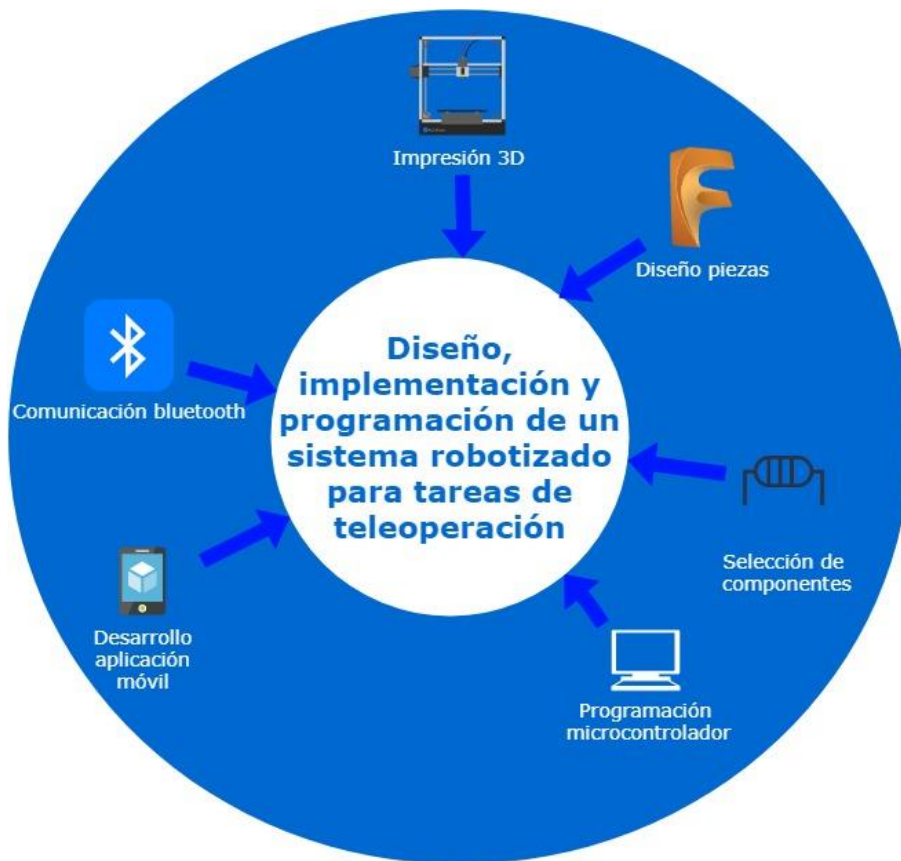 Impresión 3D
Diseño piezas
Diseño,
implementación y
programación de un
sistema robotizado
para tareas de
teleoperación
Comunicación bluetooth
Selección de
componentes
Desarrollo
aplicación
móvil
Programación
microcontrolador